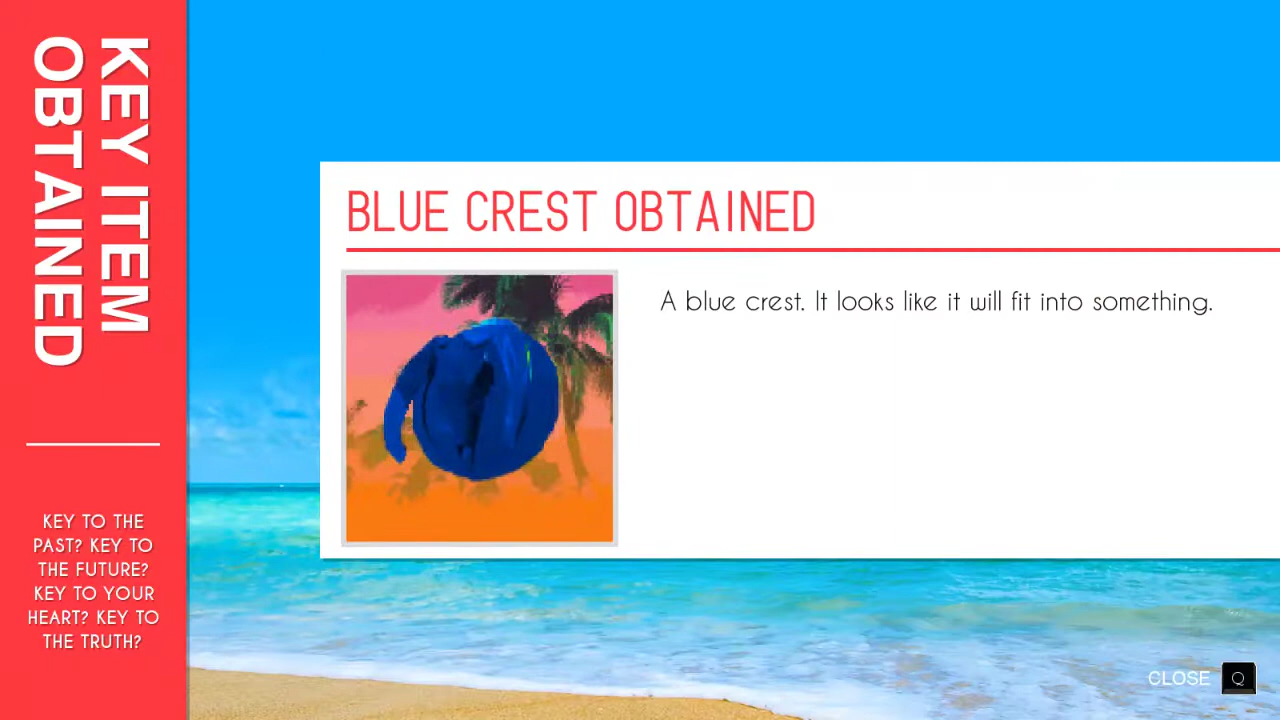 KEY ITEM
OBTAINED
KEY TO THE
PAST? KEY TO
THE FUTURE?
KEY TO YOUR
HEART? KEY TO
THE TRUTH?
BLUE CREST OBTAINED
A blue crest. It looks like it will fit into something.
CLOSE Q